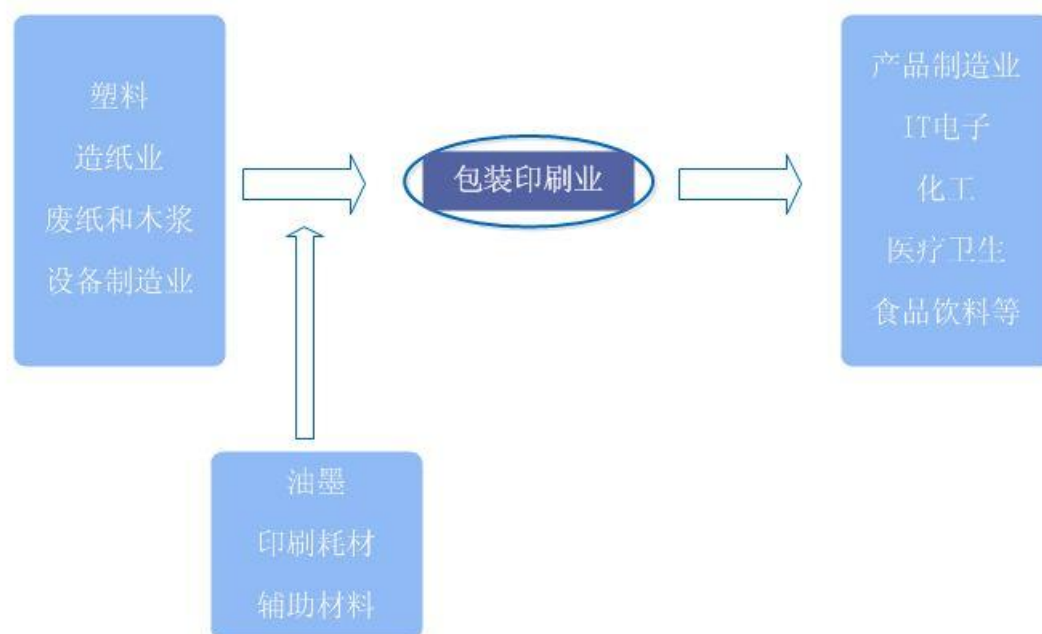 塑料
造纸业
废纸和木浆
设备制造业
包装印刷业
产品制造业
IT电子
化工
医疗卫生
食品饮料等
油墨
印刷耗材
辅助材料